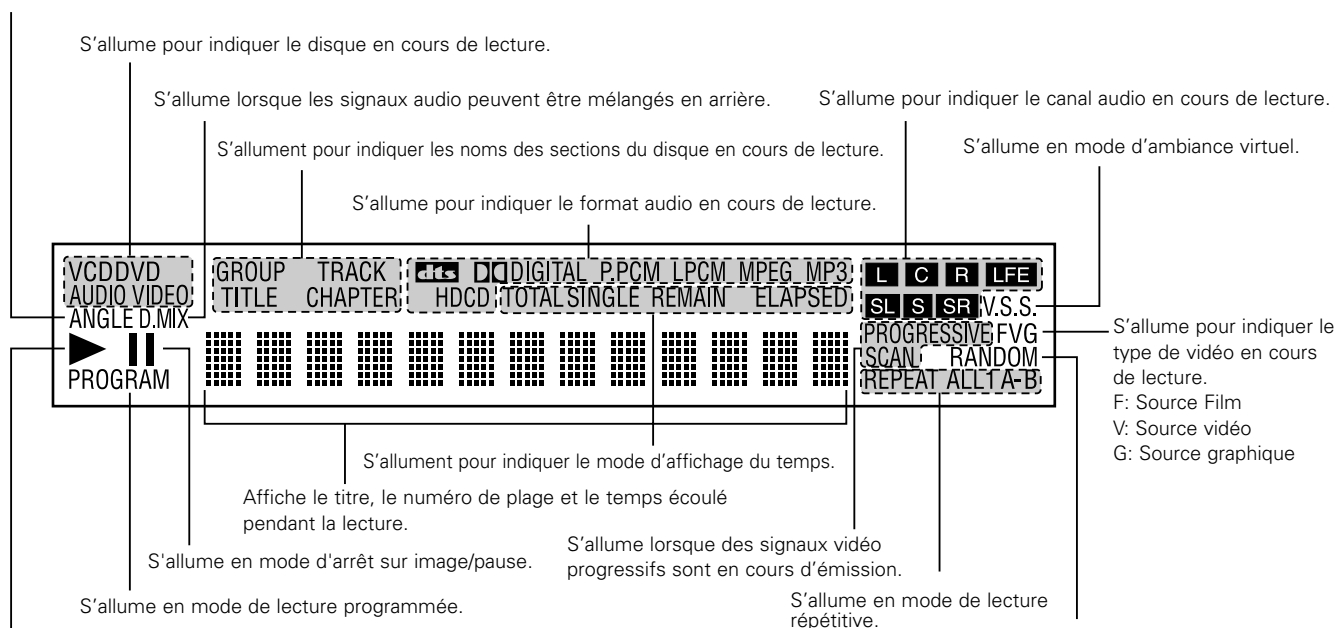 S'allume pour indiquer le disque en cours de lecture.
S'allume lorsque les signaux audio peuvent être mélangés en arrière.
S'allume pour indiquer le canal audio en cours de lecture.
S'allument pour indiquer les noms des sections du disque en cours de lecture.
S'allume en mode d'ambiance virtuel.
S'allume pour indiquer le format audio en cours de lecture.
VCD DVD
AUDIO VIDEO
ANGLE D.MIX
PROGRAM
GROUP TRACK
TITLE CHAPTER
dts DIGITAL P.PCM LPCM MPEG MP3
HDCD TOTAL SINGLE REMAIN ELAPSED
L C R LFE
SL S SR V.S.S.
PROGRESSIVE FVG
SCAN RANDOM
REPEAT ALL 1 A-B
S'allume pour indiquer le
type de vidéo en cours
de lecture.
F: Source Film
V: Source vidéo
G: Source graphique
S'allument pour indiquer le mode d'affichage du temps.
Affiche le titre, le numéro de plage et le temps écoulé
pendant la lecture.
S'allume en mode d'arrêt sur image/pause.
S'allume lorsque des signaux vidéo
progressifs sont en cours d'émission.
S'allume en mode de lecture programmée.
S'allume en mode de lecture
répétitive.